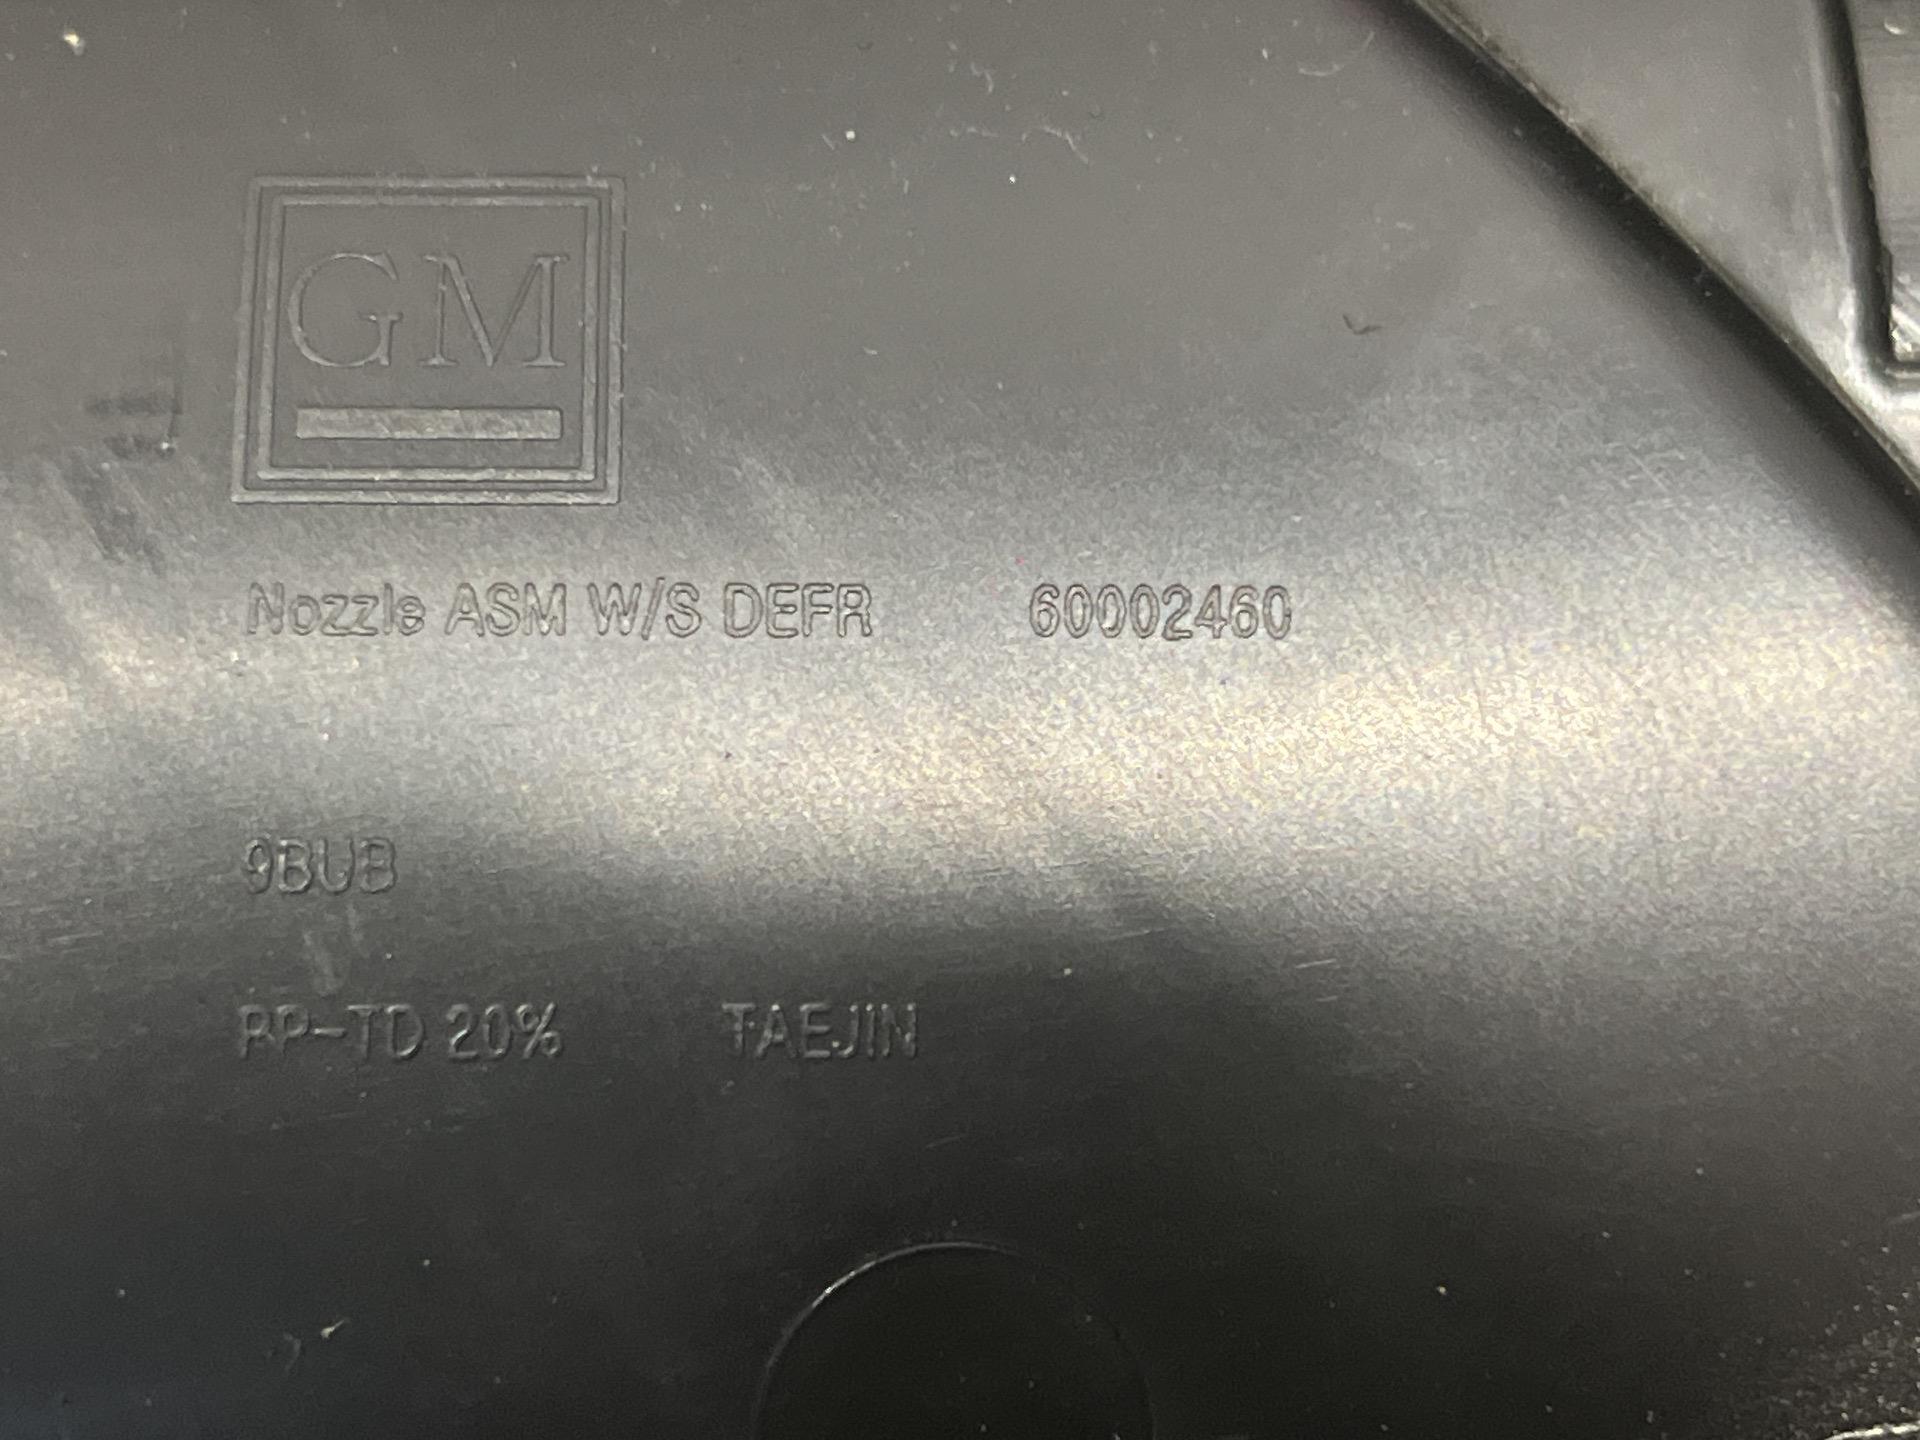 GM
Nozzle ASM W/S DEFR 60002460
9BUB
PP-TD 20% TAEJIN